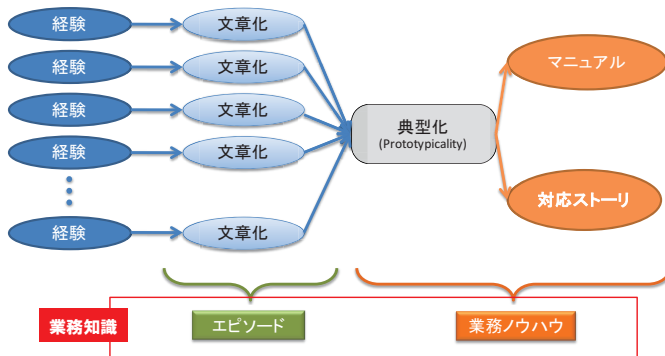 経験
文章化
経験
文章化
経験
文章化
経験
文章化
経験
文章化
典型化
(Prototypicality)
マニュアル
対応ストーリ
業務知識
エピソード
業務ノウハウ